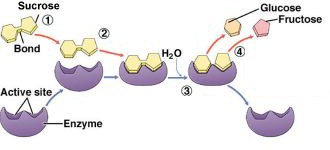 Sucrose
①
Bond
②
H₂O
Glucose
Fructose
④
③
Active site
Enzyme